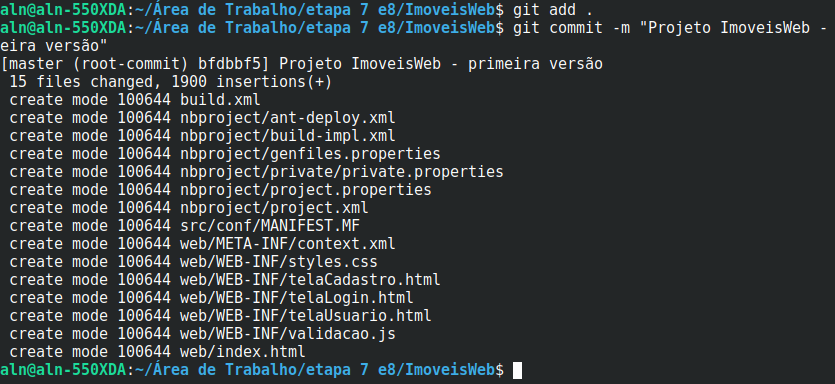 aln@aln-550XDA:~/Área de Trabalho/etapa 7 e8/ImoveisWeb$ git add .
aln@aln-550XDA:~/Área de Trabalho/etapa 7 e8/ImoveisWeb$ git commit -m "Projeto ImoveisWeb -
eira versão"
[master (root-commit) bfdbbf5] Projeto ImoveisWeb - primeira versão
 15 files changed, 1900 insertions(+)
 create mode 100644 build.xml
 create mode 100644 nbproject/ant-deploy.xml
 create mode 100644 nbproject/build-impl.xml
 create mode 100644 nbproject/genfiles.properties
 create mode 100644 nbproject/private/private.properties
 create mode 100644 nbproject/project.properties
 create mode 100644 nbproject/project.xml
 create mode 100644 src/conf/MANIFEST.MF
 create mode 100644 web/META-INF/context.xml
 create mode 100644 web/WEB-INF/styles.css
 create mode 100644 web/WEB-INF/telaCadastro.html
 create mode 100644 web/WEB-INF/telaLogin.html
 create mode 100644 web/WEB-INF/telaUsuario.html
 create mode 100644 web/WEB-INF/validacao.js
 create mode 100644 web/index.html
aln@aln-550XDA:~/Área de Trabalho/etapa 7 e8/ImoveisWeb$